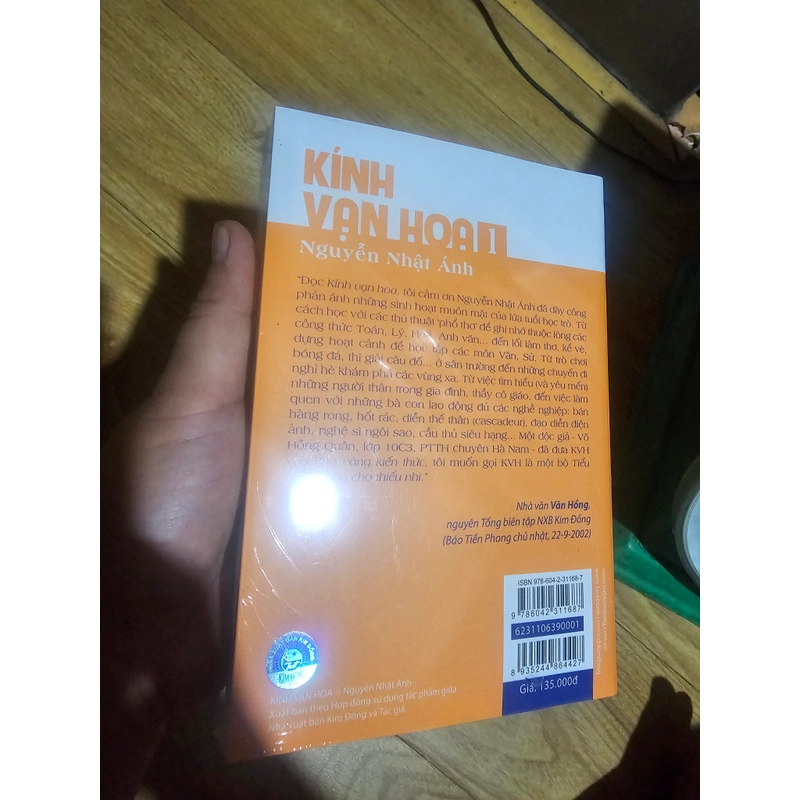 KÍNH
VẠN HOA 1
Nguyễn Nhật Ánh
"Đọc Kính vạn hoa, tôi cảm ơn Nguyễn Nhật Ánh đã dày công
phản ánh những sinh hoạt muôn mặt của lứa tuổi học trò. Từ
cách học với các thủ thuật 'phổ thơ' để ghi nhớ thuộc lòng các
công thức Toán, Lý, Hóa, Anh văn... đến lối làm thơ, kể vè,
dựng hoạt cảnh để học tập các môn Văn, Sử. Từ trò chơi
bóng đá, thi giải câu đố... ở sân trường đến những chuyến đi
nghỉ hè khám phá các vùng xa. Từ việc tìm hiểu (và yêu mến)
những người thân trong gia đình, thầy cô giáo, đến việc làm
quen với những bà con lao động đủ các nghề nghiệp: bán
hàng rong, hốt rác, diễn thế thân (cascadeur), đạo diễn điện
ảnh, nghệ sĩ ngôi sao, cầu thủ siêu hạng... Một độc giả - Võ
Hồng Quân, lớp 10C3, PTTH chuyên Hà Nam - đã đưa KVH
vàng kiến thức, tôi muốn gọi KVH là một bộ Tiểu
cho thiếu nhi."
Nhà văn Văn Hồng,
nguyên Tổng biên tập NXB Kim Đồng
(Báo Tiền Phong chủ nhật, 22-9-2002)
ISBN 978-604-2-31168-7
9 786042 311687
6231106390001
8 935244 864427
Giá: 135.000đ
KÍNH VẠN HOA © Nguyễn Nhật Ánh
Xuất bản theo Hợp đồng sử dụng tác phẩm giữa
Nhà xuất bản Kim Đồng và Tác giả